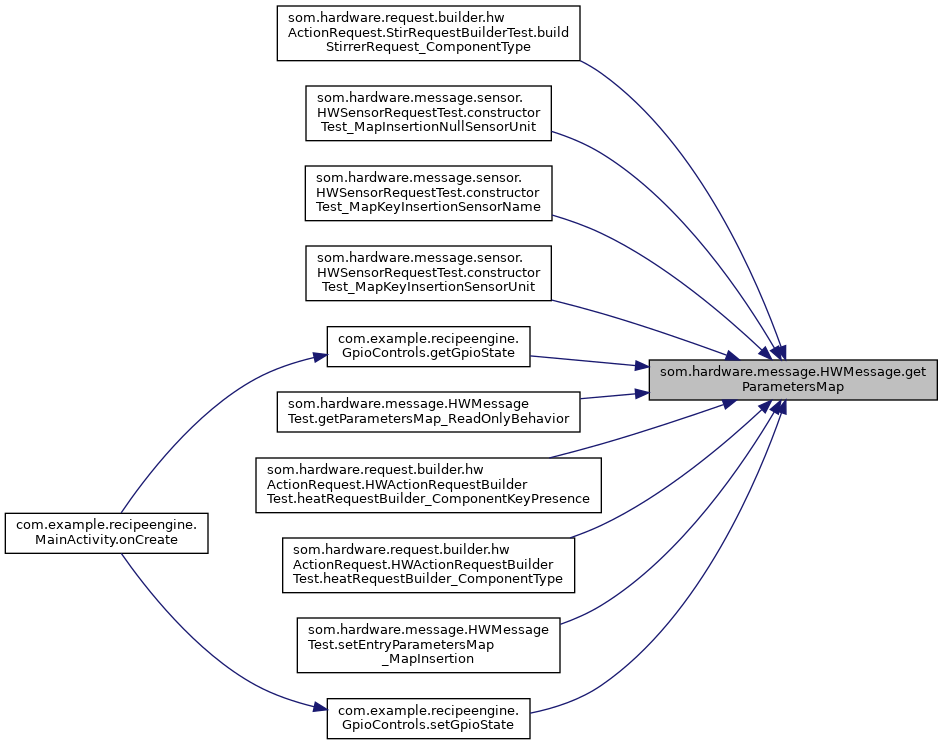 som.hardware.request.builder.hw
ActionRequest.StirRequestBuilderTest.build
StirrerRequest_ComponentType
som.hardware.message.sensor.
HWSensorRequestTest.constructor
Test_MapInsertionNullSensorUnit
som.hardware.message.sensor.
HWSensorRequestTest.constructor
Test_MapKeyInsertionSensorName
som.hardware.message.sensor.
HWSensorRequestTest.constructor
Test_MapKeyInsertionSensorUnit
com.example.recipeengine.
GpioControls.getGpioState
som.hardware.message.HWMessage.get
ParametersMap
som.hardware.message.HWMessage
Test.getParametersMap_ReadOnlyBehavior
som.hardware.request.builder.hw
ActionRequest.HWActionRequestBuilder
Test.heatRequestBuilder_ComponentKeyPresence
com.example.recipeengine.
MainActivity.onCreate
som.hardware.request.builder.hw
ActionRequest.HWActionRequestBuilder
Test.heatRequestBuilder_ComponentType
som.hardware.message.HWMessage
Test.setEntryParametersMap
_MapInsertion
com.example.recipeengine.
GpioControls.setGpioState